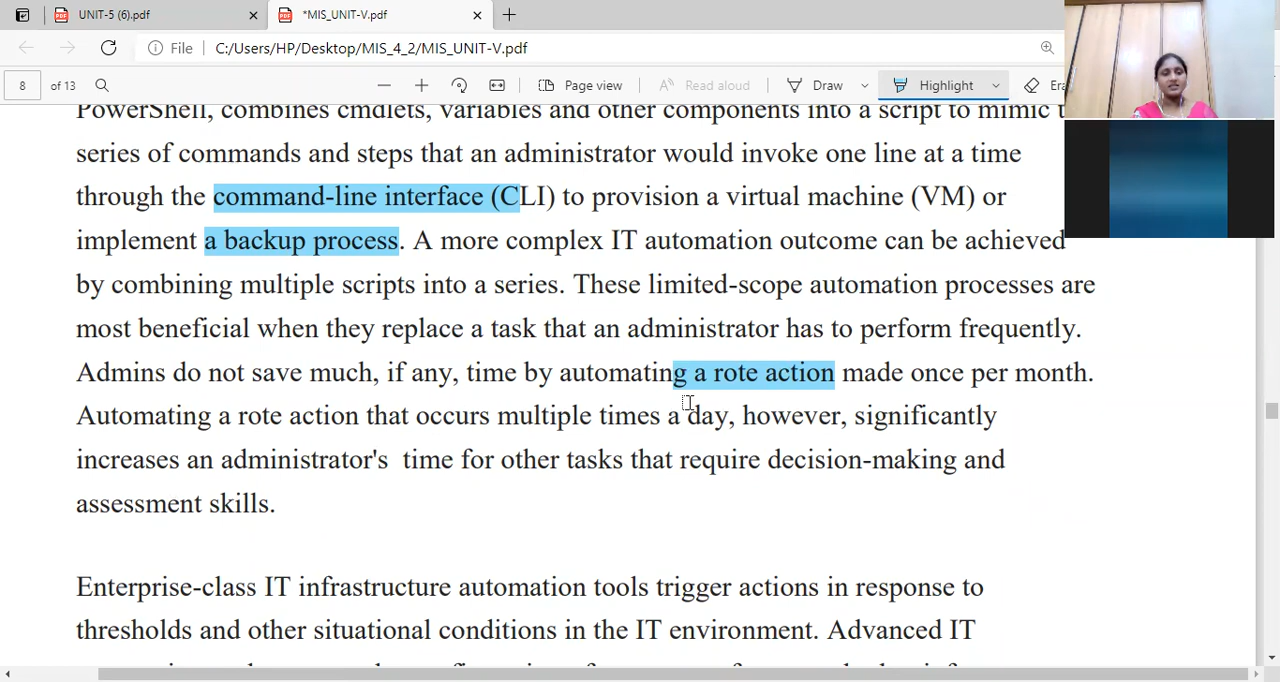 UNIT-5 (6).pdf
*MIS_UNIT-V.pdf
File C:/Users/HP/Desktop/MIS_4_2/MIS_UNIT-V.pdf
8 of 13 Page view Read aloud Draw Highlight
PowerShell, combines cmdlets, variables and other components into a script to mimic
series of commands and steps that an administrator would invoke one line at a time
through the command-line interface (CLI) to provision a virtual machine (VM) or
implement a backup process. A more complex IT automation outcome can be achieved
by combining multiple scripts into a series. These limited-scope automation processes are
most beneficial when they replace a task that an administrator has to perform frequently.
Admins do not save much, if any, time by automating a rote action made once per month.
Automating a rote action that occurs multiple times a day, however, significantly
increases an administrator's time for other tasks that require decision-making and
assessment skills.
Enterprise-class IT infrastructure automation tools trigger actions in response to
thresholds and other situational conditions in the IT environment. Advanced IT